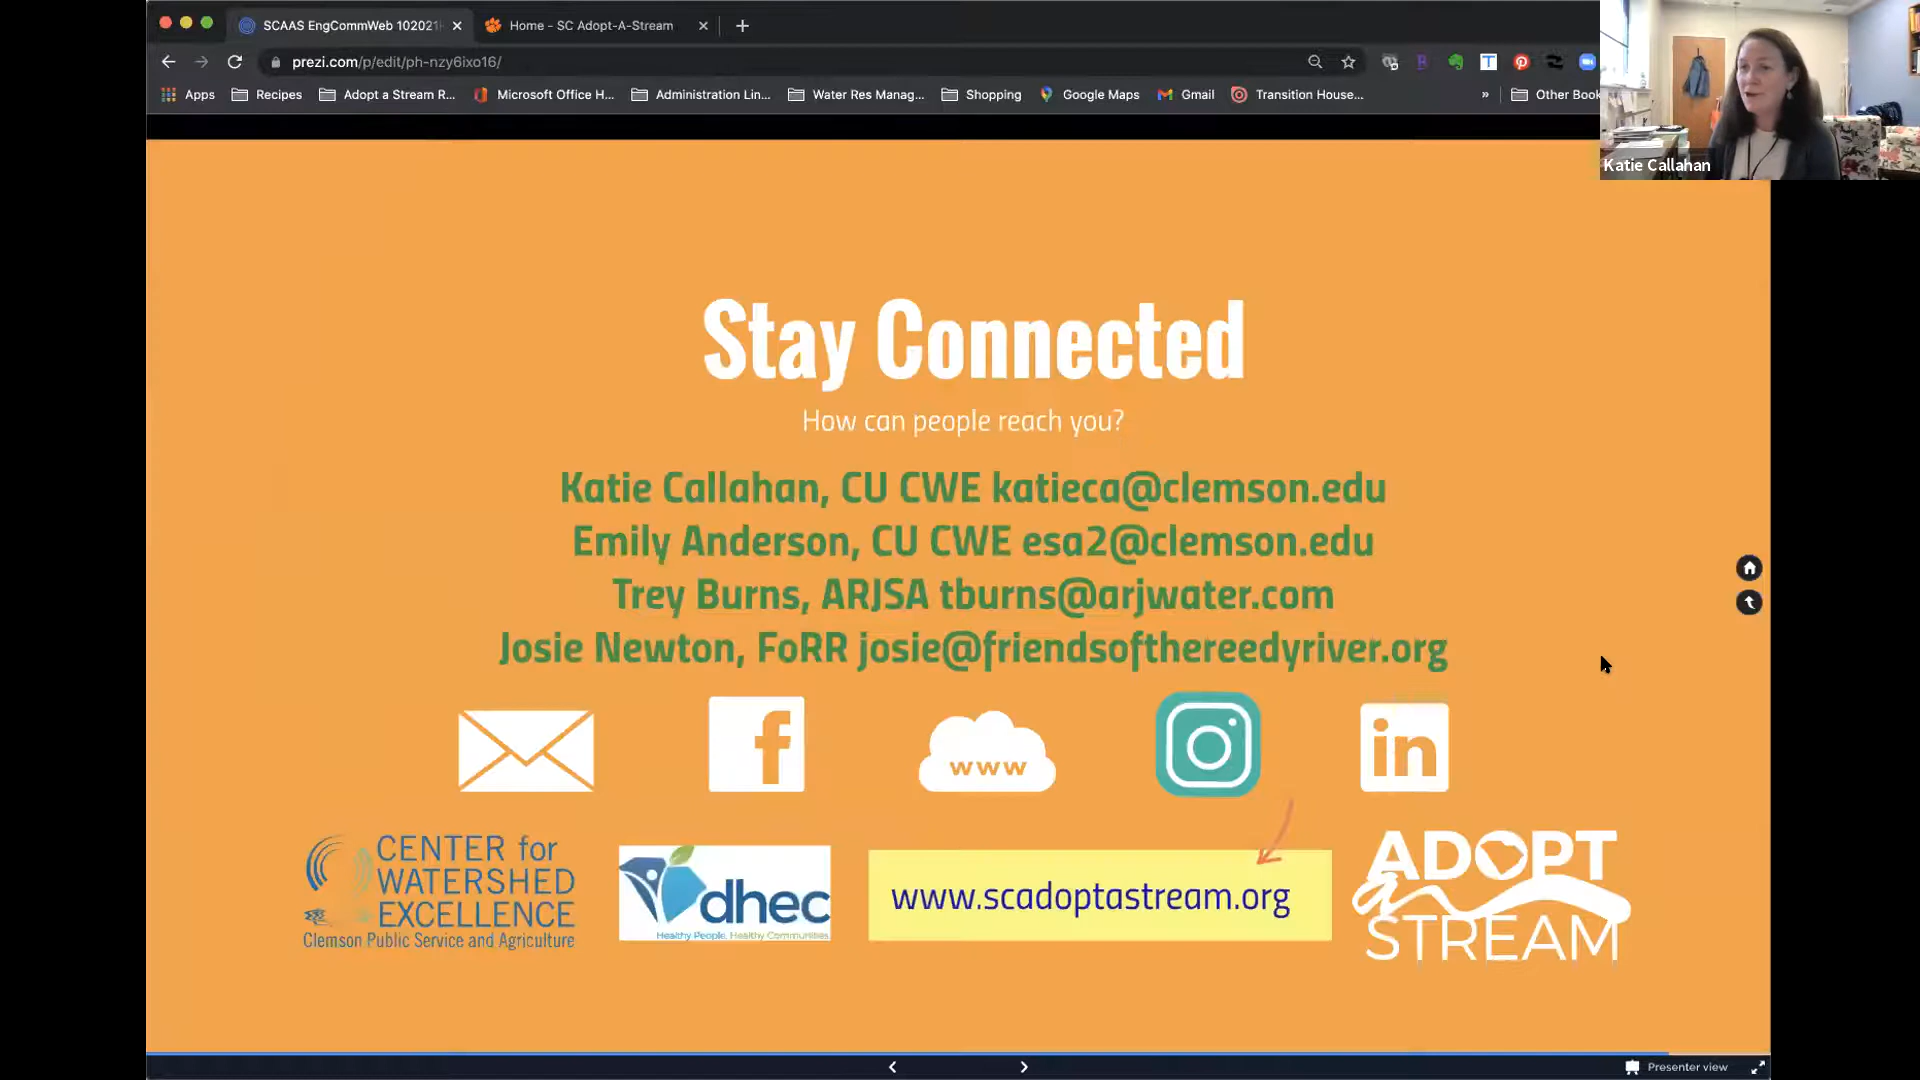 SCAAS EngCommWeb 102021
Home - SC Adopt-A-Stream
prezi.com/p/edit/ph-nzy6ixo16/
Apps
Recipes
Adopt a Stream R...
Microsoft Office H...
Administration Lin...
Water Res Manag...
Shopping
Google Maps
Gmail
Transition House...
»
Other Book
Katie Callahan
Stay Connected
How can people reach you?
Katie Callahan, CU CWE katieca@clemson.edu
Emily Anderson, CU CWE esa2@clemson.edu
Trey Burns, ARJSA tburns@arjwater.com
Josie Newton, FoRR josie@friendsofthereedyriver.org
f
www
in
CENTER for
WATERSHED
EXCELLENCE
Clemson Public Service and Agriculture
dhec
Healthy People, Healthy Communities
www.scadoptastream.org
ADOPT
a
STREAM
Presenter view